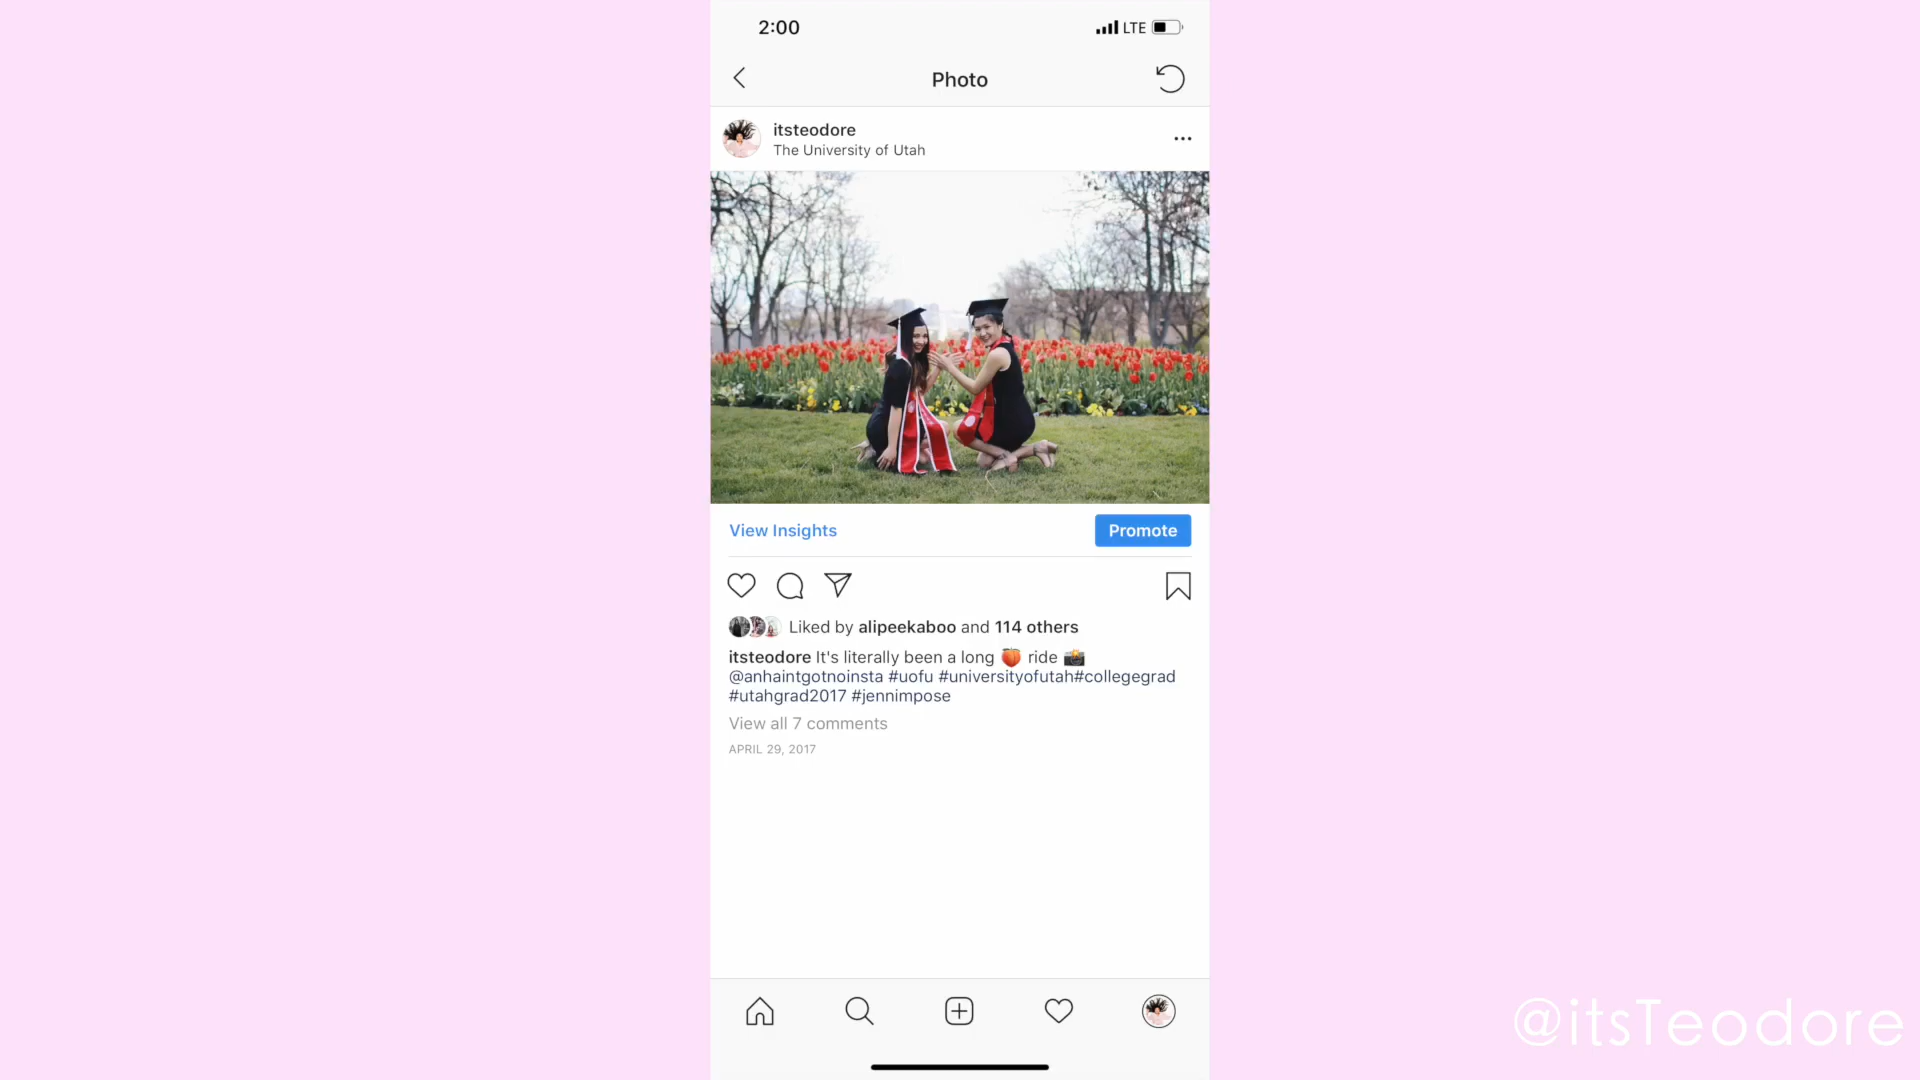 2:00
LTE
Photo
itsteodore
The University of Utah
View Insights
Promote
Liked by alipeekaboo and 114 others
itsteodore It's literally been a long 🍑 ride 📸
@anhaintgotnoinsta #uofu #universityofutah#collegegrad
#utahgrad2017 #jennimpose
View all 7 comments
APRIL 29, 2017
@itsTeodore